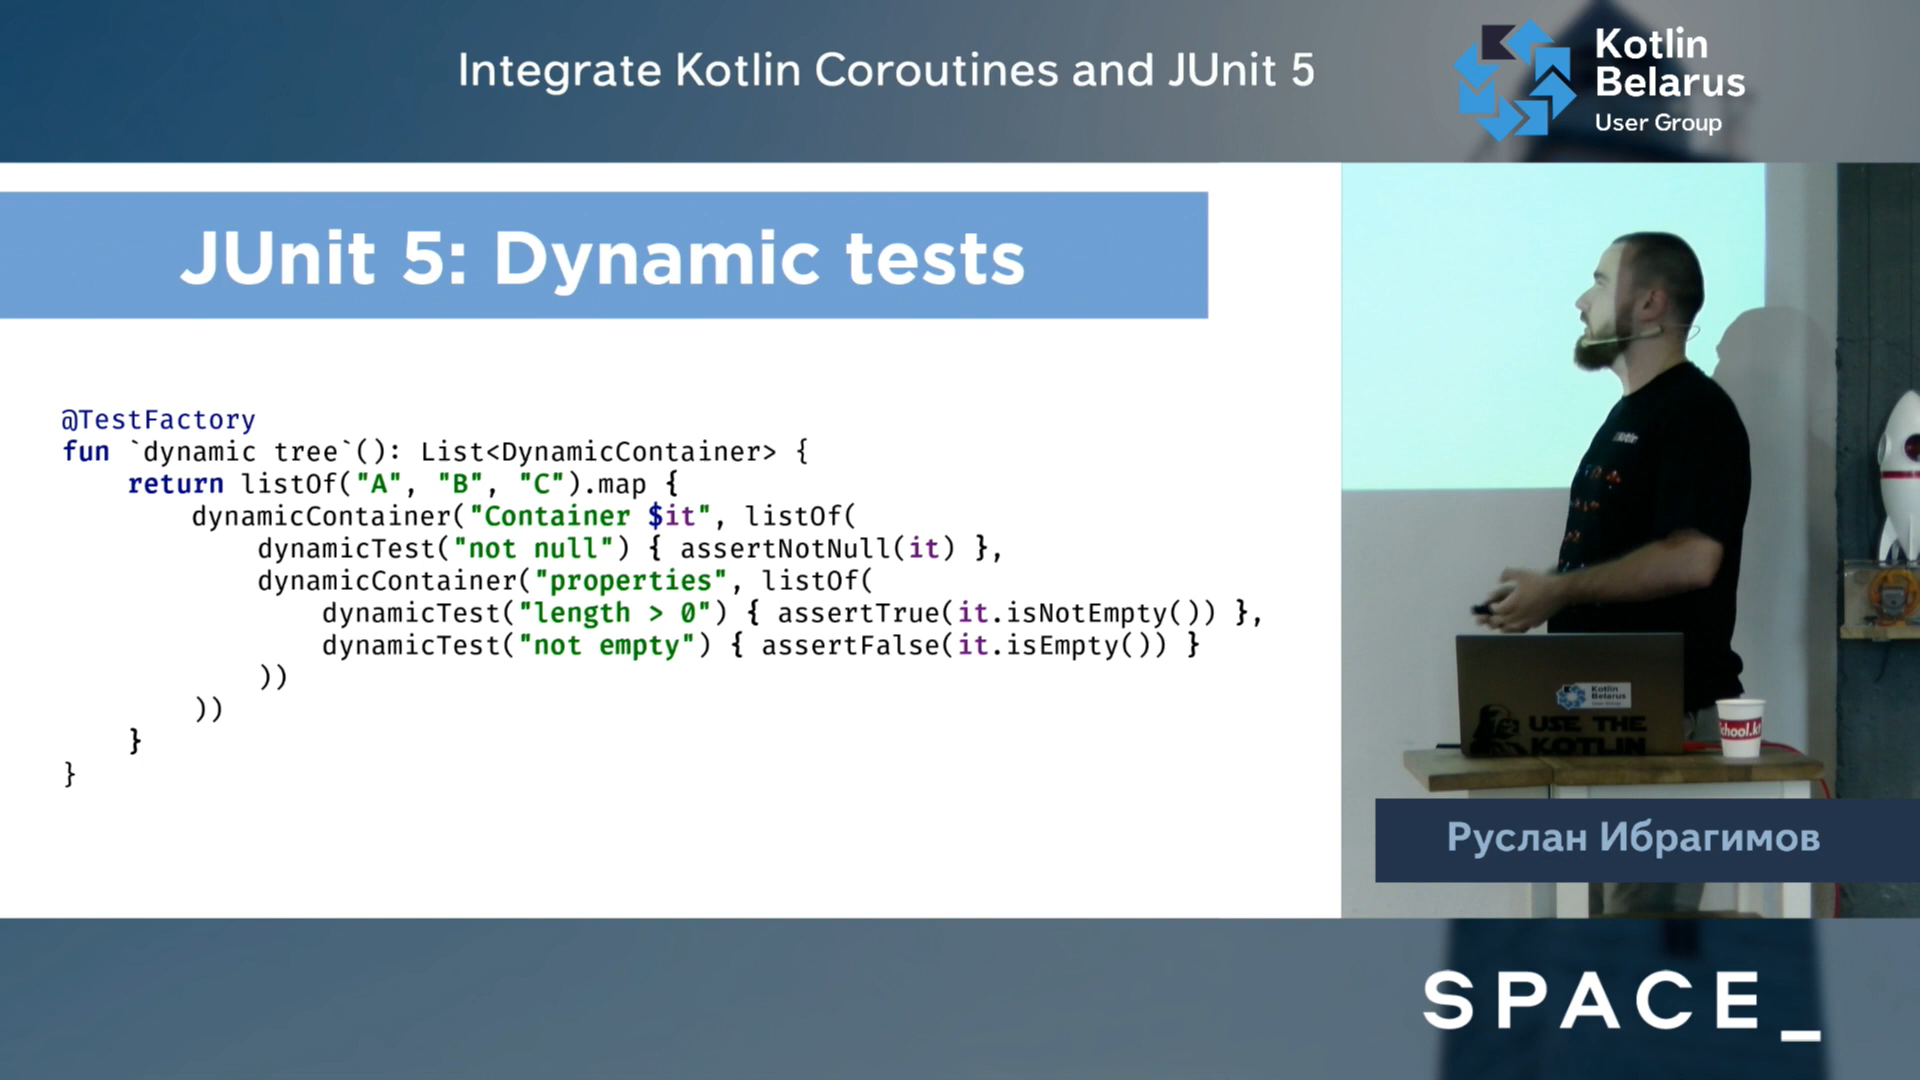 Integrate Kotlin Coroutines and JUnit 5
Kotlin
Belarus
User Group
JUnit 5: Dynamic tests
@TestFactory
fun `dynamic tree`(): List<DynamicContainer> {
    return listOf("A", "B", "C").map {
        dynamicContainer("Container $it", listOf(
            dynamicTest("not null") { assertNotNull(it) },
            dynamicContainer("properties", listOf(
                dynamicTest("length > 0") { assertTrue(it.isNotEmpty()) },
                dynamicTest("not empty") { assertFalse(it.isEmpty()) }
            ))
        ))
    }
}
Kotlin
Belarus
USE THE
KOTLIN
Руслан Ибрагимов
SPACE_